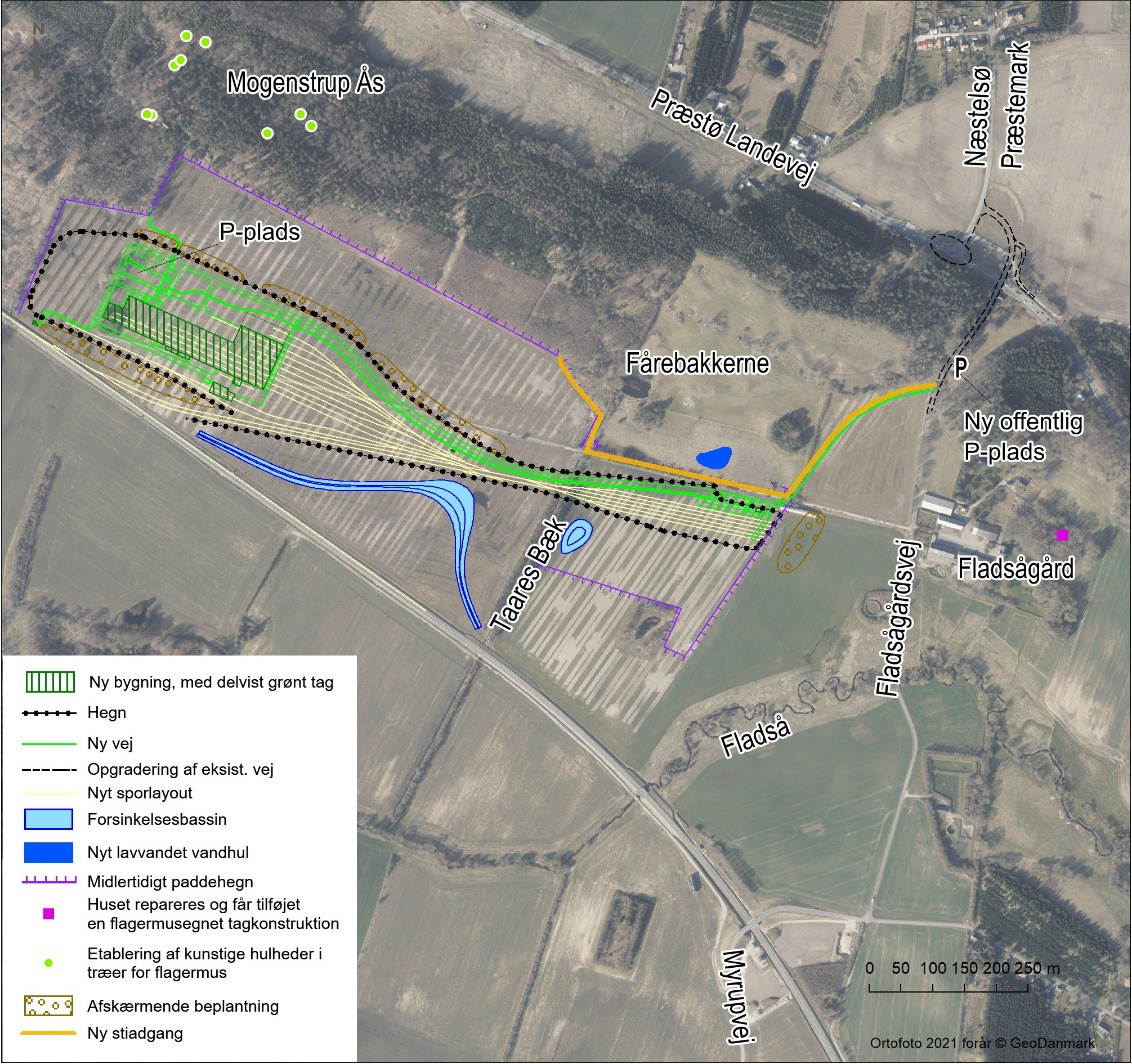 N
Mogenstrup Ås
Præstø Landevej
Næstelsø
Præstemark
P-plads
Fårebakkerne
P
Ny offentlig
P-plads
Taares Bæk
Fladsågård
Fladsågårdsvej
Fladså
Myrupvej
Ny bygning, med delvist grønt tag
Hegn
Ny vej
Opgradering af eksist. vej
Nyt sporlayout
Forsinkelsesbassin
Nyt lavvandet vandhul
Midlertidigt paddehegn
Huset repareres og får tilføjet
en flagermusegnet tagkonstruktion
Etablering af kunstige hulheder i
træer for flagermus
Afskærmende beplantning
Ny stiadgang
0 50 100 150 200 250 m
Ortofoto 2021 forår © GeoDanmark